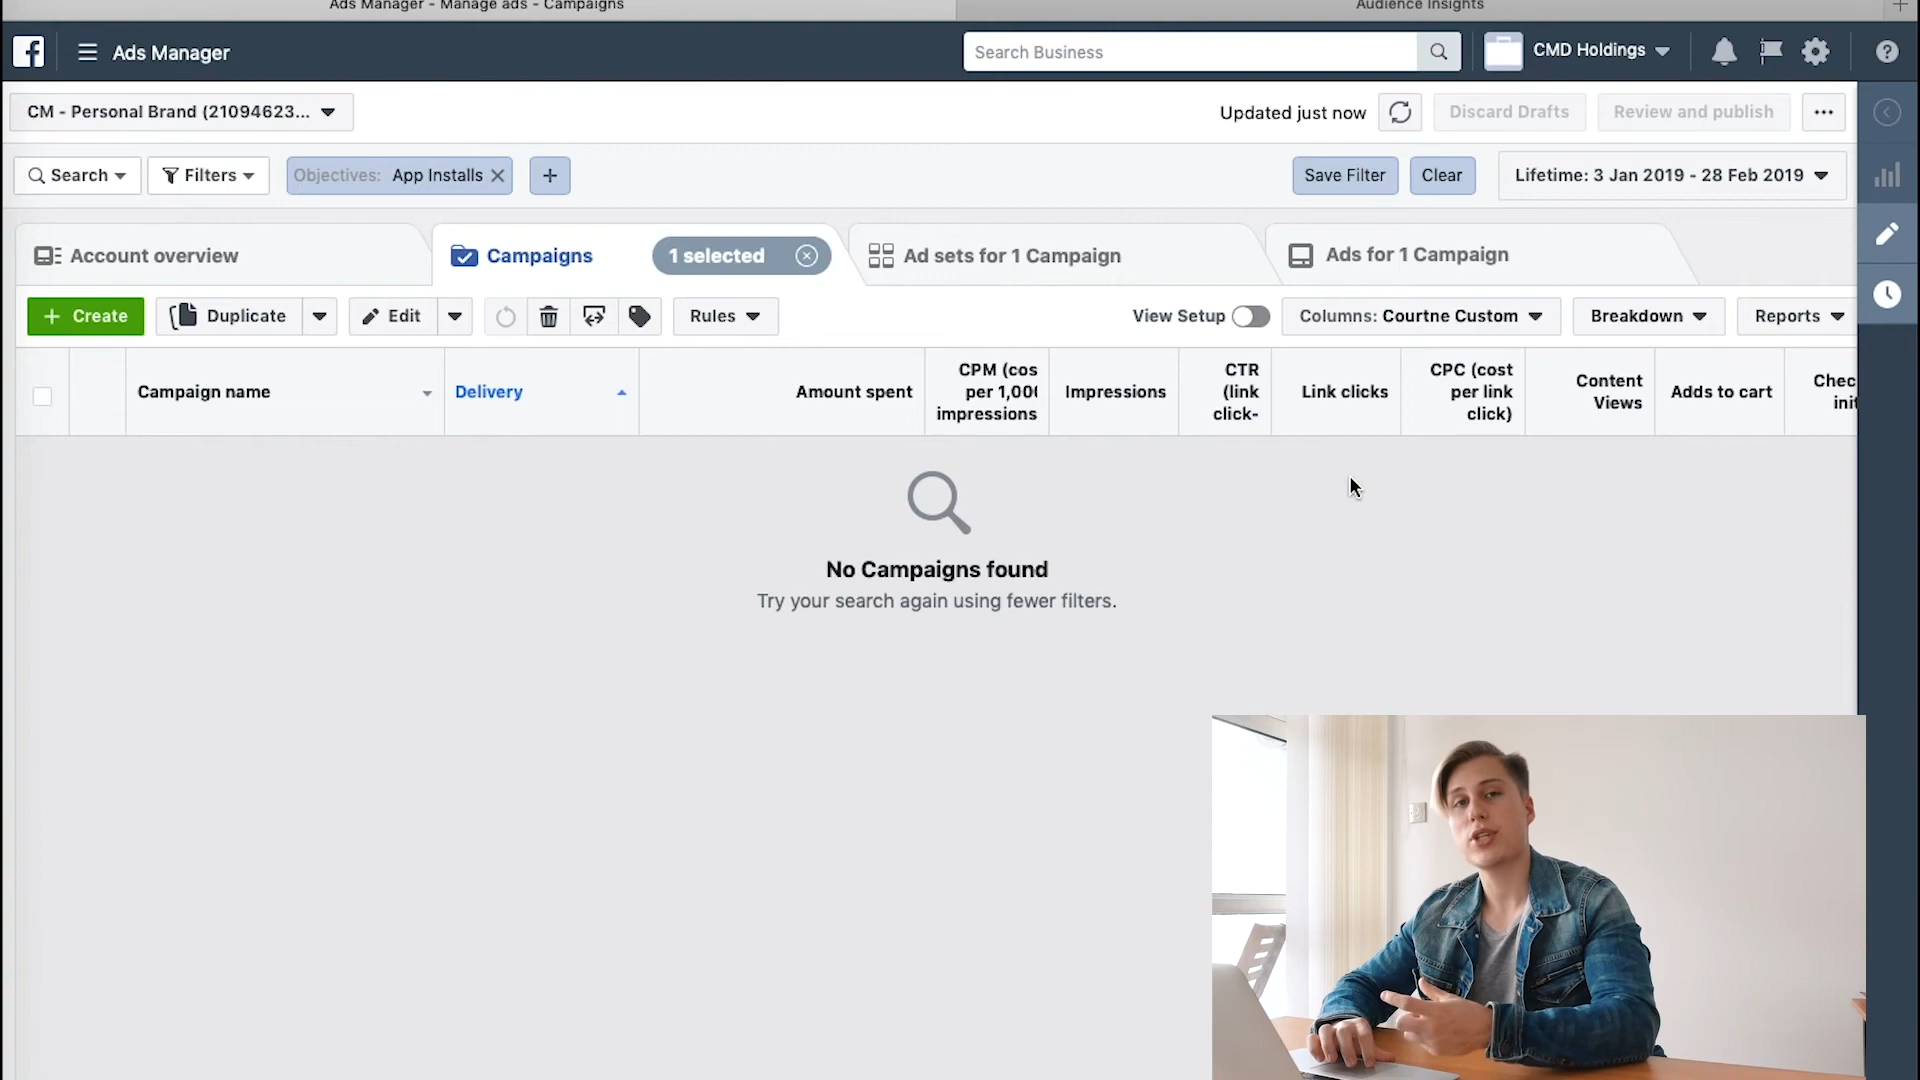 Ads Manager - Manage ads - Campaigns
Audience Insights
Ads Manager
Search Business
CMD Holdings
CM - Personal Brand (21094623...
Updated just now
Discard Drafts
Review and publish
Search
Filters
Objectives: App Installs
Save Filter
Clear
Lifetime: 3 Jan 2019 - 28 Feb 2019
Account overview
Campaigns
1 selected
Ad sets for 1 Campaign
Ads for 1 Campaign
+ Create
Duplicate
Edit
Rules
View Setup
Columns: Courtne Custom
Breakdown
Reports
Campaign name
Delivery
Amount spent
CPM (cos
per 1,00
impressions
Impressions
CTR
(link
click-
Link clicks
CPC (cost
per link
click)
Content
Views
Adds to cart
Chec
init
No Campaigns found
Try your search again using fewer filters.